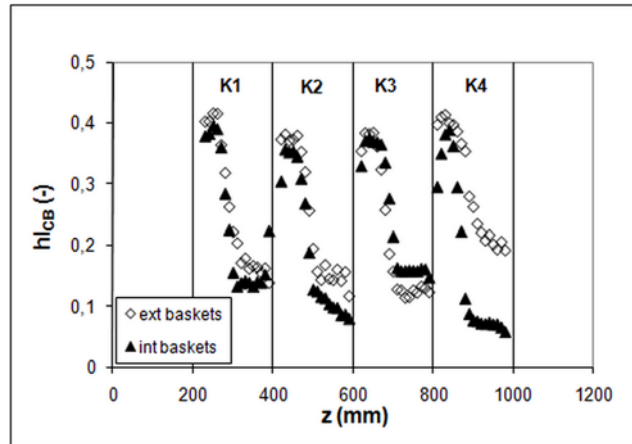 0,5
0,4
0,3
0,2
0,1
0
hl_CB (-)
K1 K2 K3 K4
ext baskets
int baskets
0 200 400 600 800 1000 1200
z (mm)